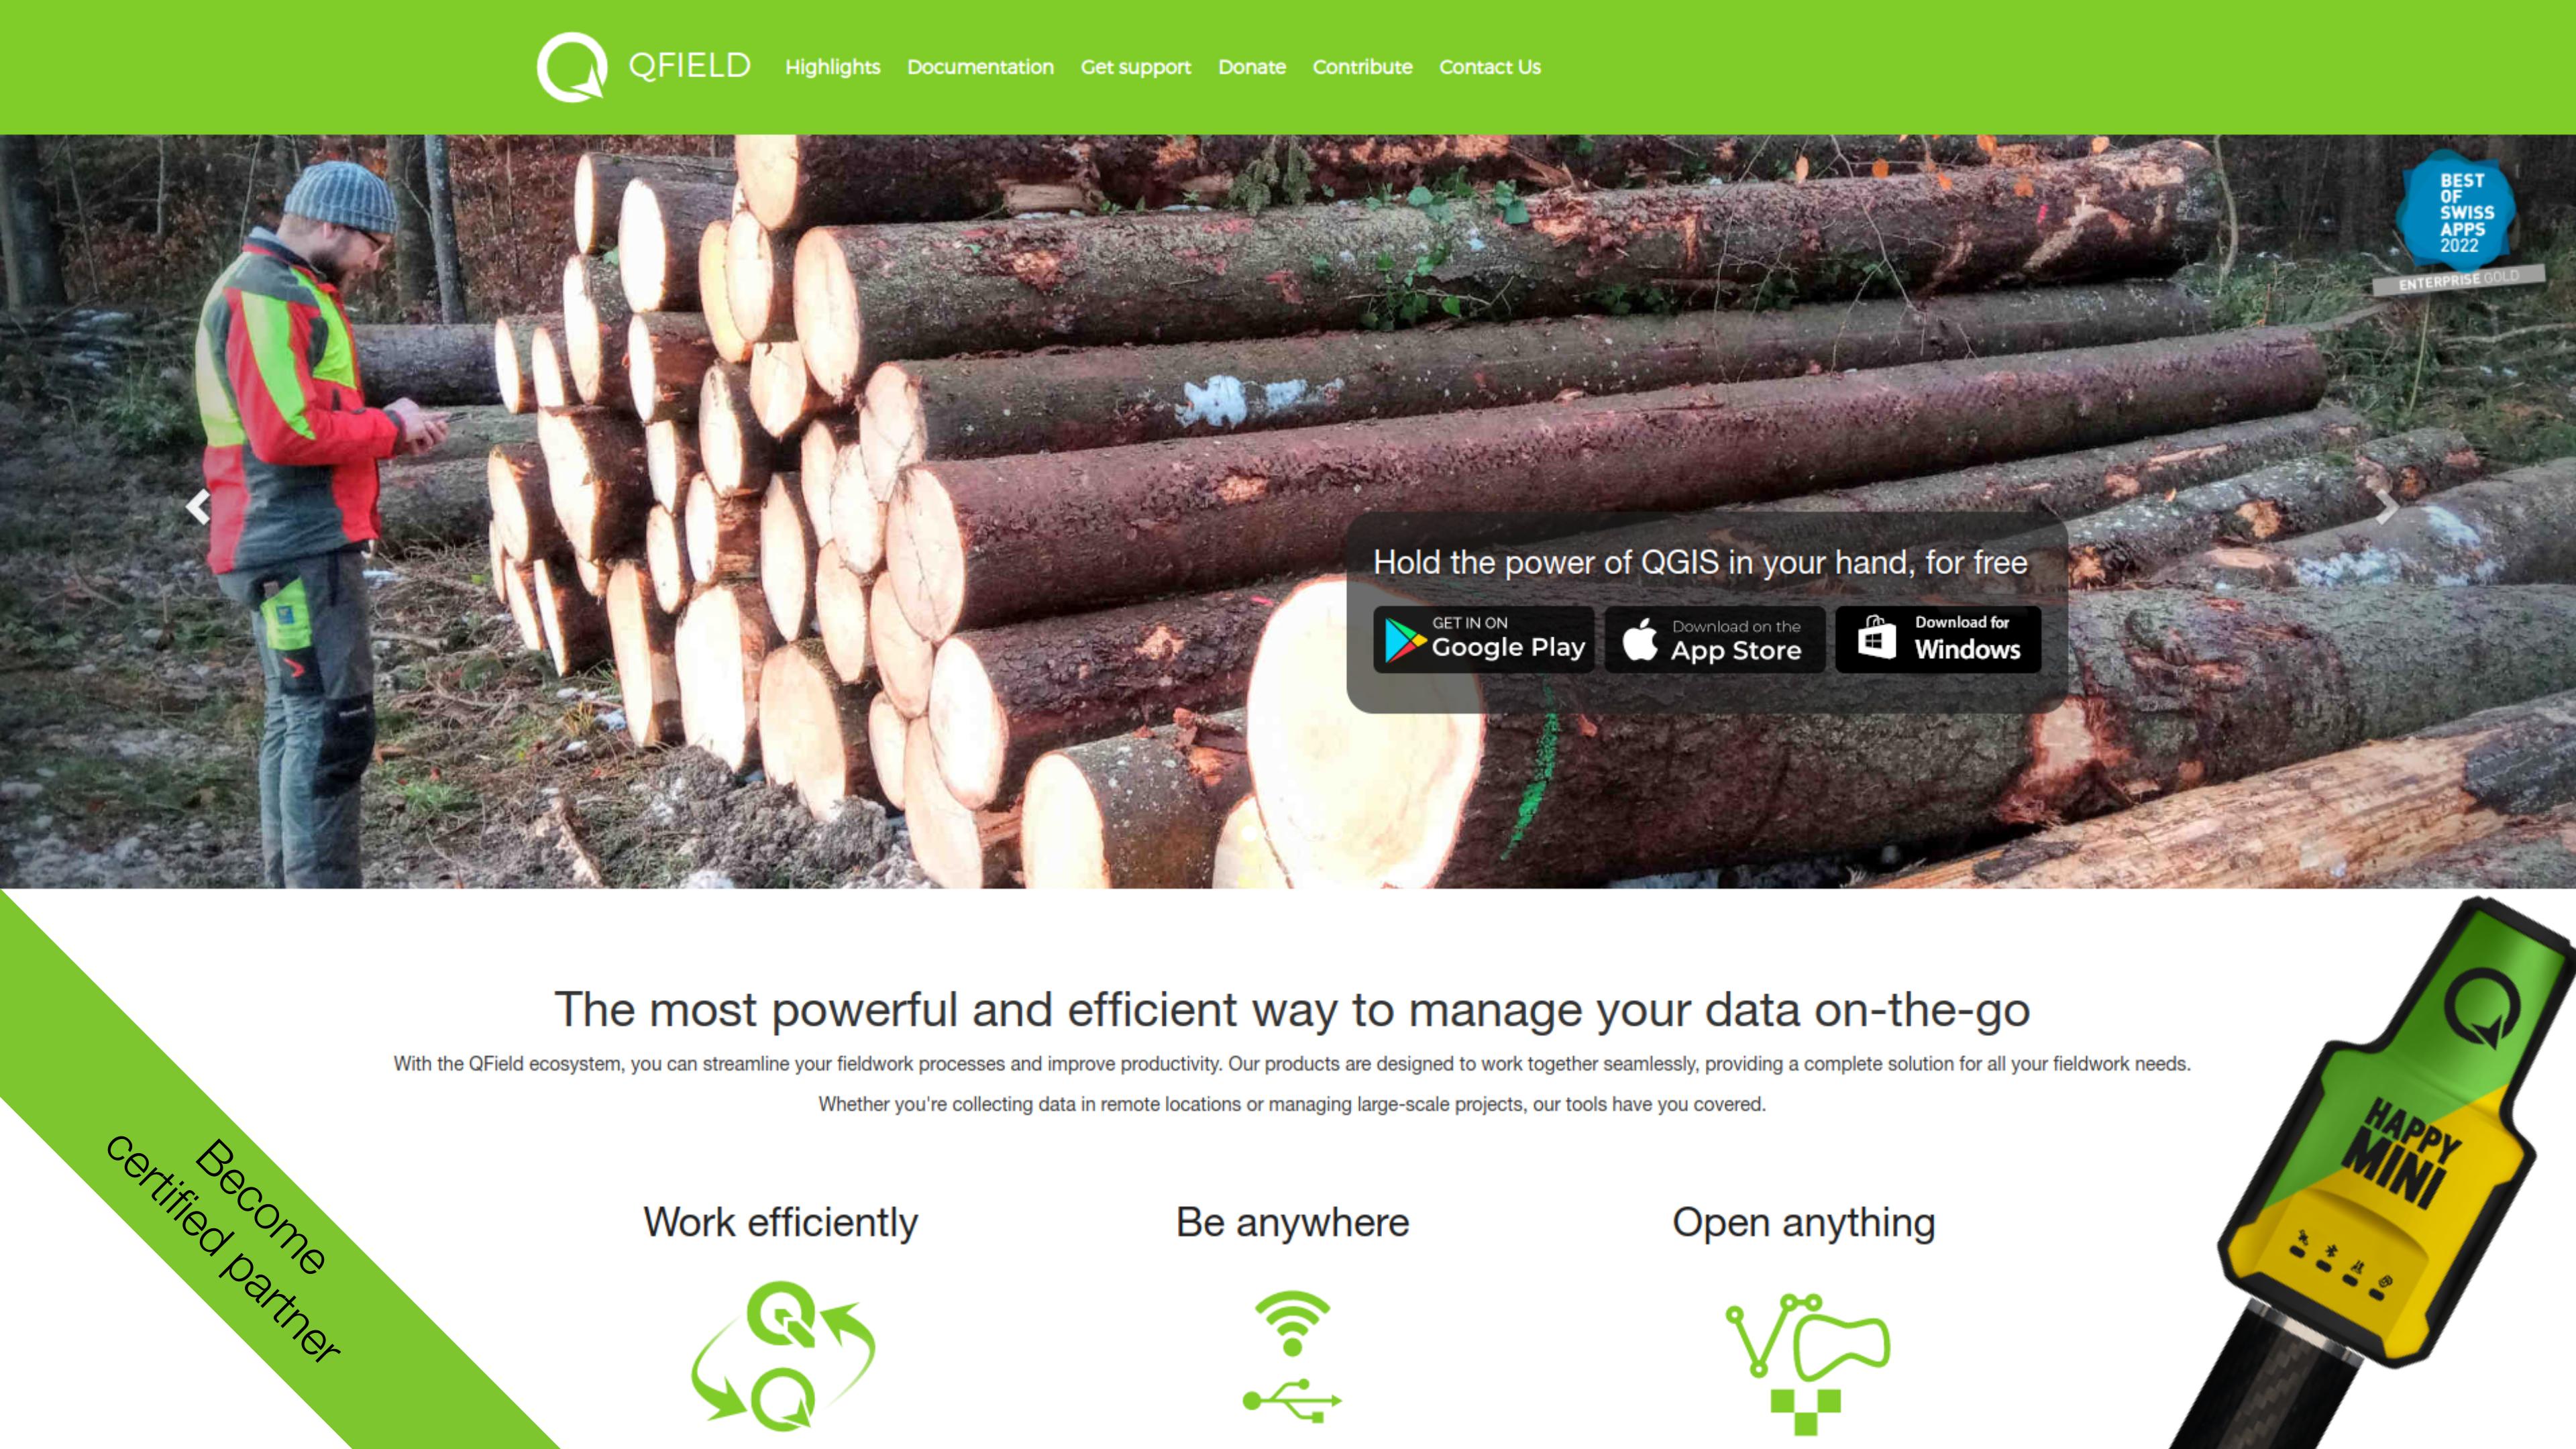 QFIELD
Highlights
Documentation
Get support
Donate
Contribute
Contact Us
BEST
OF
SWISS
APPS
2022
ENTERPRISE GOLD
Hold the power of QGIS in your hand, for free
GET IN ON
Google Play
Download on the
App Store
Download for
Windows
The most powerful and efficient way to manage your data on-the-go
With the QField ecosystem, you can streamline your fieldwork processes and improve productivity. Our products are designed to work together seamlessly, providing a complete solution for all your fieldwork needs.
Whether you're collecting data in remote locations or managing large-scale projects, our tools have you covered.
Become
certified partner
Work efficiently
Be anywhere
Open anything
HAPPY
MINI